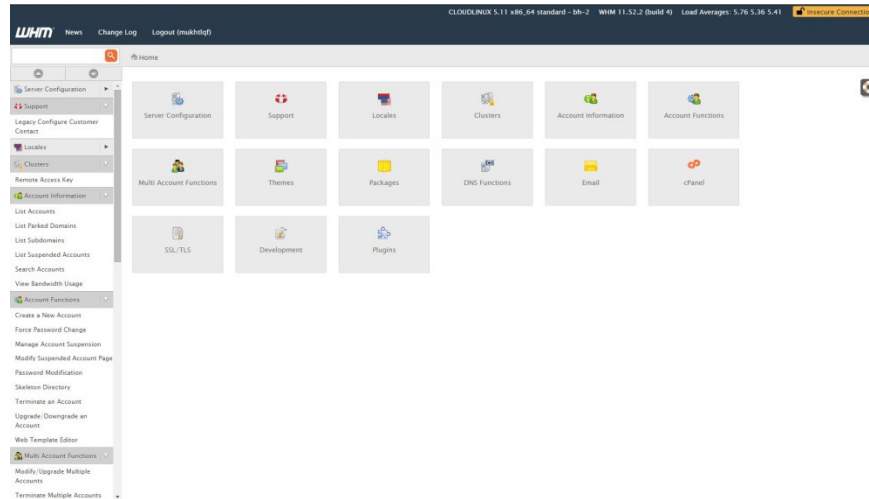 CLOUDLINUX 5.11 x86_64 standard – bh-2 WHM 11.52.2 (build 4) Load Averages: 5.76 5.36 5.41 Insecure Connectio
WHM News Change Log Logout (mukhtlqf)
Home
Server Configuration
Support
Legacy Configure Customer
Contact
Locales
Clusters
Remote Access Key
Account Information
List Accounts
List Parked Domains
List Subdomains
List Suspended Accounts
Search Accounts
View Bandwidth Usage
Account Functions
Create a New Account
Force Password Change
Manage Account Suspension
Modify Suspended Account Page
Password Modification
Skeleton Directory
Terminate an Account
Upgrade/Downgrade an
Account
Web Template Editor
Multi Account Functions
Modify/Upgrade Multiple
Accounts
Terminate Multiple Accounts
Server Configuration Support Locales Clusters Account Information Account Functions
Multi Account Functions Themes Packages DNS Functions Email cPanel
SSL/TLS Development Plugins